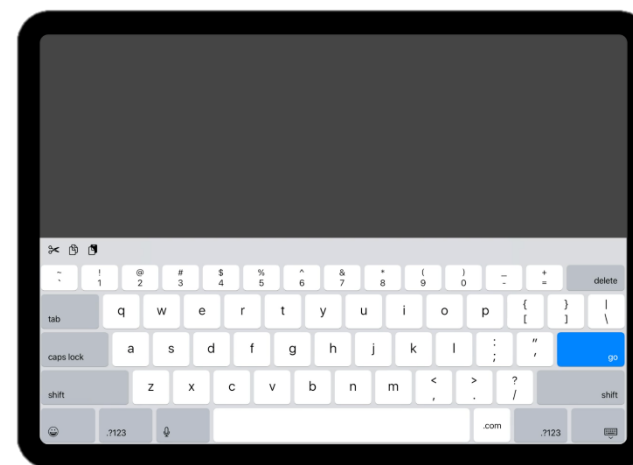 ~ ! @ # $ % ^ & * ( ) _ +
` 1 2 3 4 5 6 7 8 9 0 - = delete
tab q w e r t y u i o p { } |
[ ] \
caps lock a s d f g h j k l : " go
; '
shift z x c v b n m < > ? shift
, . /
.?123 .com .?123